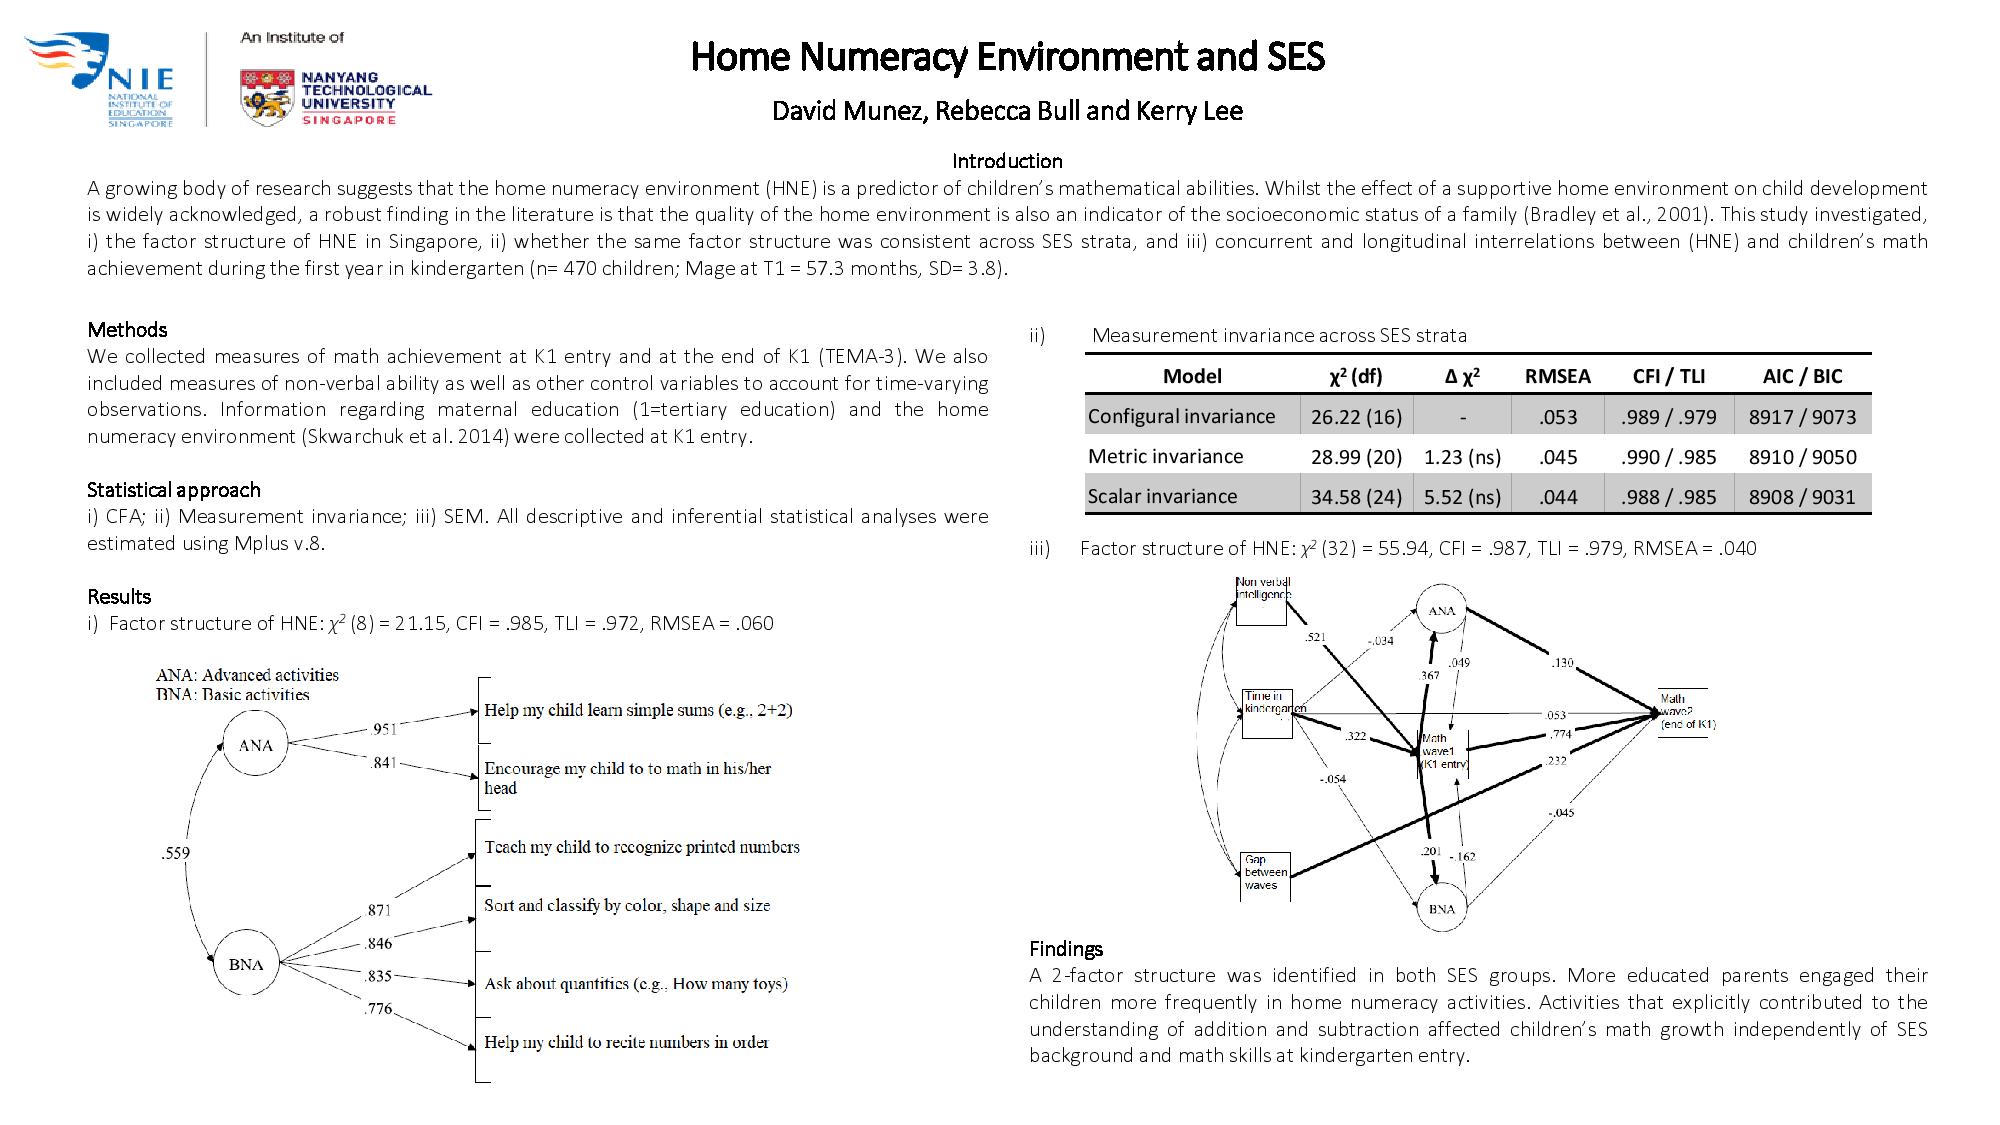 An Institute of
NIE
NATIONAL
INSTITUTE OF
EDUCATION
SINGAPORE
NANYANG
TECHNOLOGICAL
UNIVERSITY
SINGAPORE
Home Numeracy Environment and SES
David Munez, Rebecca Bull and Kerry Lee
Introduction
A growing body of research suggests that the home numeracy environment (HNE) is a predictor of children's mathematical abilities. Whilst the effect of a supportive home environment on child development
is widely acknowledged, a robust finding in the literature is that the quality of the home environment is also an indicator of the socioeconomic status of a family (Bradley et al., 2001). This study investigated,
i) the factor structure of HNE in Singapore, ii) whether the same factor structure was consistent across SES strata, and iii) concurrent and longitudinal interrelations between (HNE) and children's math
achievement during the first year in kindergarten (n= 470 children; Mage at T1 = 57.3 months, SD= 3.8).
Methods
We collected measures of math achievement at K1 entry and at the end of K1 (TEMA-3). We also
included measures of non-verbal ability as well as other control variables to account for time-varying
observations. Information regarding maternal education (1=tertiary education) and the home
numeracy environment (Skwarchuk et al. 2014) were collected at K1 entry.
Statistical approach
i) CFA; ii) Measurement invariance; iii) SEM. All descriptive and inferential statistical analyses were
estimated using Mplus v.8.
Results
i) Factor structure of HNE: χ² (8) = 21.15, CFI = .985, TLI = .972, RMSEA = .060
ANA: Advanced activities
BNA: Basic activities
ANA
.951
.841
Help my child learn simple sums (e.g., 2+2)
Encourage my child to to math in his/her
head
.559
Teach my child to recognize printed numbers
.871
Sort and classify by color, shape and size
.846
BNA
.835
Ask about quantities (e.g., How many toys)
.776
Help my child to recite numbers in order
ii) Measurement invariance across SES strata
Model χ² (df) Δ χ² RMSEA CFI / TLI AIC / BIC
Configural invariance 26.22 (16) - .053 .989 / .979 8917 / 9073
Metric invariance 28.99 (20) 1.23 (ns) .045 .990 / .985 8910 / 9050
Scalar invariance 34.58 (24) 5.52 (ns) .044 .988 / .985 8908 / 9031
iii) Factor structure of HNE: χ² (32) = 55.94, CFI = .987, TLI = .979, RMSEA = .040
Non verbal
intelligence
ANA
.521
-.034
.049
.130
.367
Time in
kindergarten
Math
wave2
(end of K1)
.053
.322
.774
Math
wave1
(K1 entry)
.232
-.054
-.045
Gap
between
waves
.201
-.162
BNA
Findings
A 2-factor structure was identified in both SES groups. More educated parents engaged their
children more frequently in home numeracy activities. Activities that explicitly contributed to the
understanding of addition and subtraction affected children's math growth independently of SES
background and math skills at kindergarten entry.